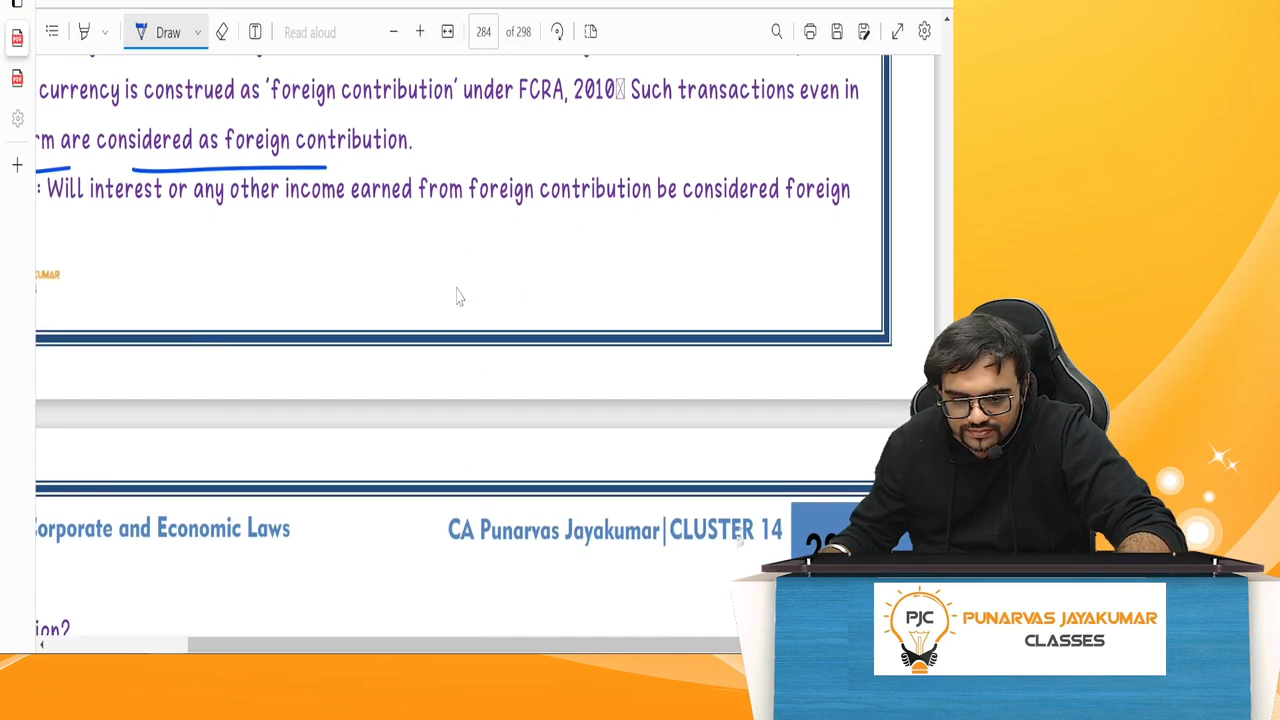 Draw
Read aloud
284 of 298
currency is construed as 'foreign contribution' under FCRA, 2010 Such transactions even in
rm are considered as foreign contribution.
: Will interest or any other income earned from foreign contribution be considered foreign
KUMAR
Corporate and Economic Laws
CA Punarvas Jayakumar|CLUSTER 14
ion?
PJC
PUNARVAS JAYAKUMAR
CLASSES